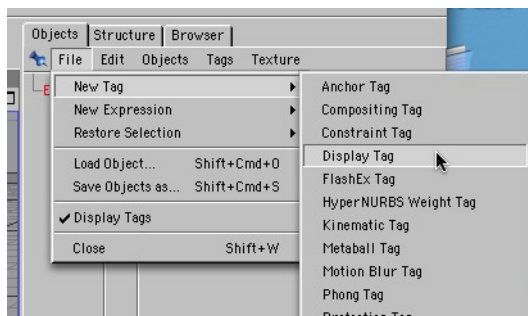 Objects Structure Browser
File Edit Objects Tags Texture
New Tag
New Expression
Restore Selection
Load Object... Shift+Cmd+O
Save Objects as... Shift+Cmd+S
✓ Display Tags
Close Shift+W
Anchor Tag
Compositing Tag
Constraint Tag
Display Tag
FlashEx Tag
HyperNURBS Weight Tag
Kinematic Tag
Metaball Tag
Motion Blur Tag
Phong Tag